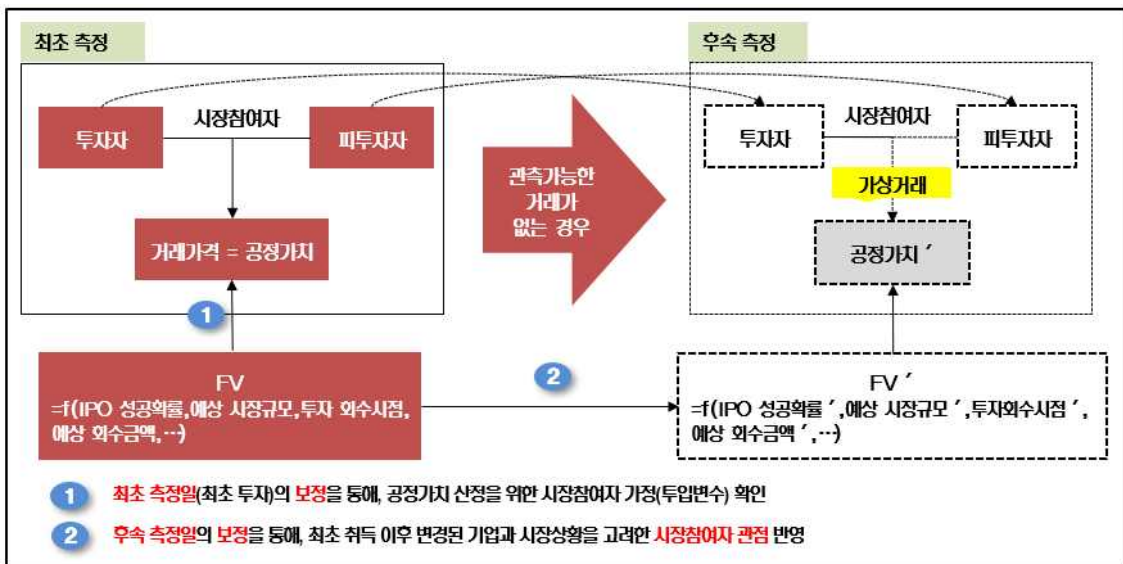 최초 측정
시장참여자
투자자
피투자자
거래가격 = 공정가치
1
FV
=f(IPO 성공확률,예상 시장규모,투자 회수시점,
예상 회수금액,···)
관측가능한
거래가
없는 경우
2
후속 측정
시장참여자
투자자
피투자자
가상거래
공정가치 ′
FV ′
=f(IPO 성공확률 ′,예상 시장규모 ′,투자회수시점 ′,
예상 회수금액 ′,···)
1 최초 측정일(최초 투자)의 보정을 통해, 공정가치 산정을 위한 시장참여자 가정(투입변수) 확인
2 후속 측정일의 보정을 통해, 최초 취득 이후 변경된 기업과 시장상황을 고려한 시장참여자 관점 반영